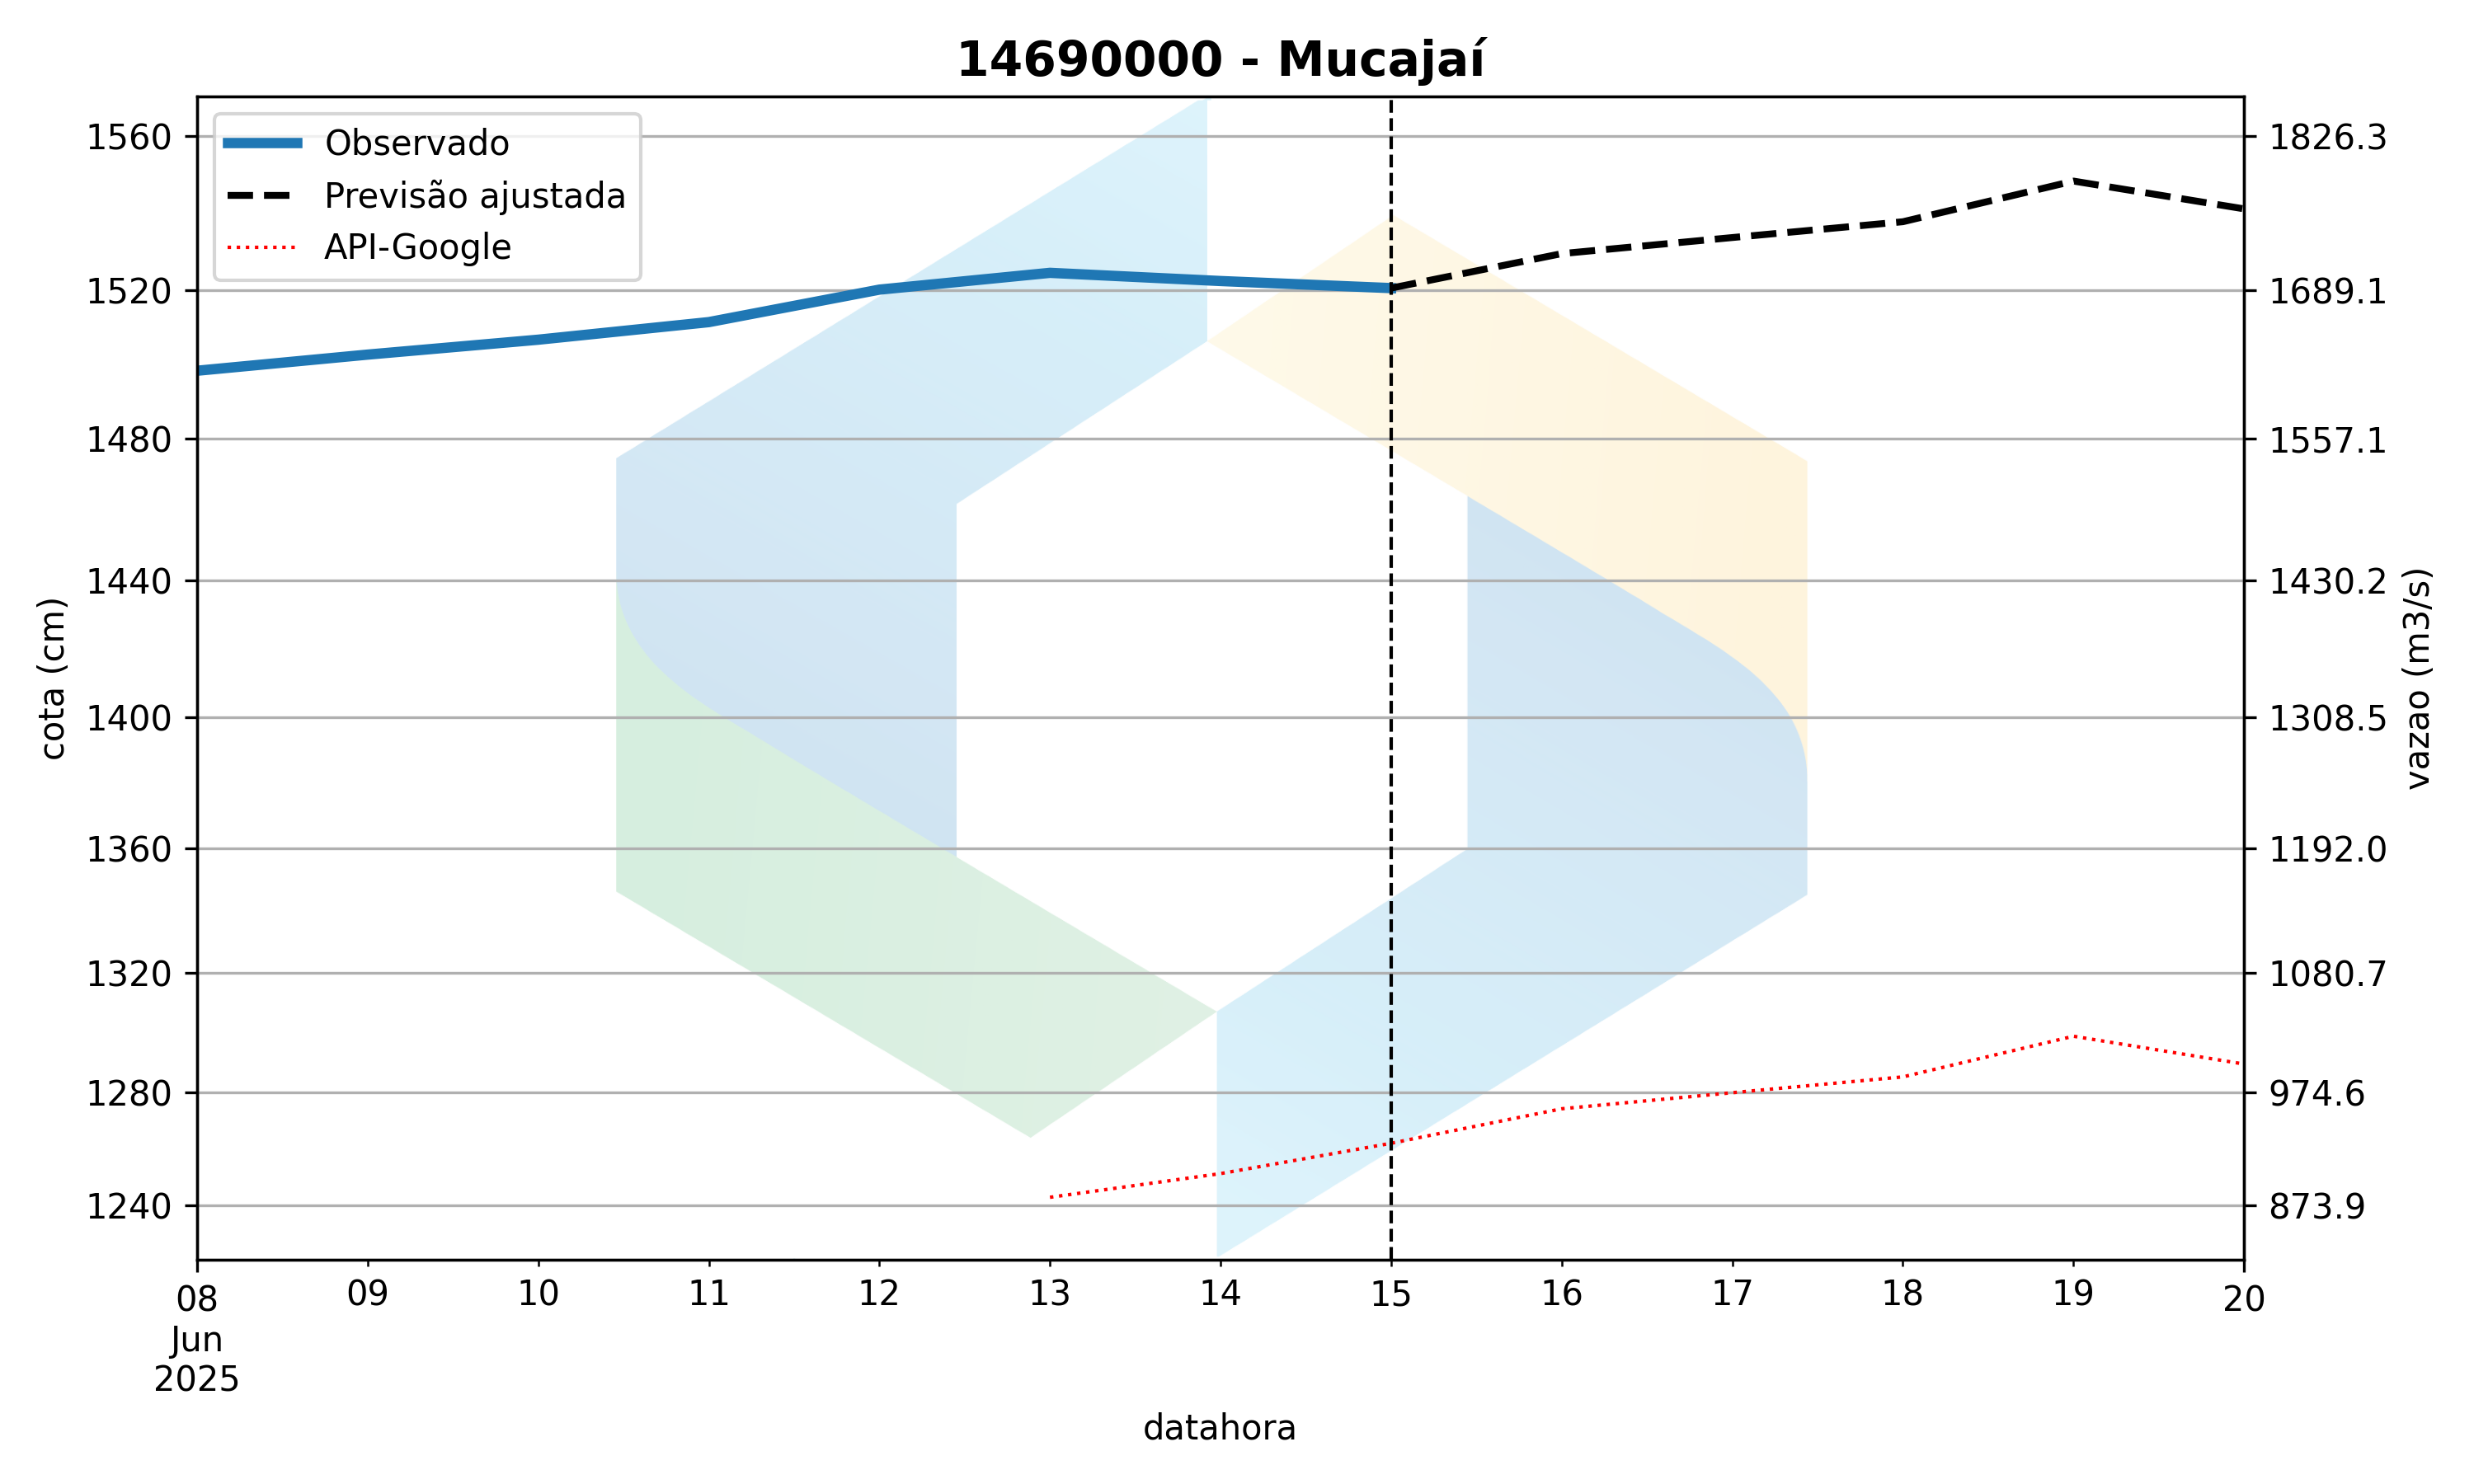 14690000 - Mucajaí
Observado
Previsão ajustada
API-Google
1560
1520
1480
1440
1400
1360
1320
1280
1240
cota (cm)
1826.3
1689.1
1557.1
1430.2
1308.5
1192.0
1080.7
974.6
873.9
vazao (m3/s)
08 09 10 11 12 13 14 15 16 17 18 19 20
Jun
2025
datahora